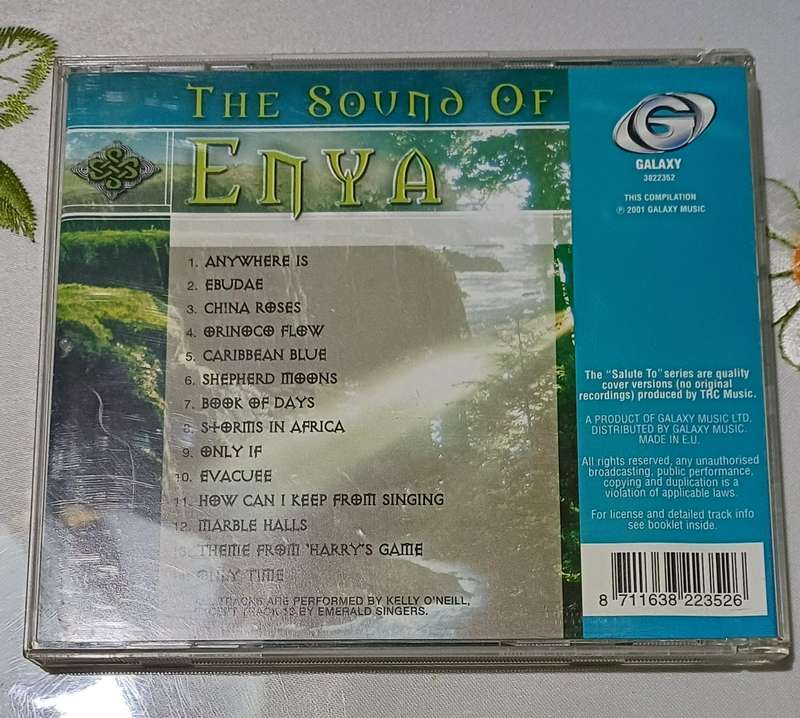 THE SOUND OF
ENYA
1. ANYWHERE IS
2. EBUDAE
3. CHINA ROSES
4. ORINOCO FLOW
5. CARIBBEAN BLUE
6. SHEPHERD MOONS
7. BOOK OF DAYS
8. STORMS IN AFRICA
9. ONLY IF
10. EVACUEE
11. HOW CAN I KEEP FROM SINGING
12. MARBLE HALLS
13. THEME FROM 'HARRY'S GAME
ONLY TIME
TRACKS ARE PERFORMED BY KELLY O'NEILL,
TRACK 13 BY EMERALD SINGERS.
G
GALAXY
3822352
THIS COMPILATION
℗ 2001 GALAXY MUSIC
The "Salute To" series are quality
cover versions (no original
recordings) produced by TRC Music.
A PRODUCT OF GALAXY MUSIC LTD.
DISTRIBUTED BY GALAXY MUSIC.
MADE IN E.U.
All rights reserved, any unauthorised
broadcasting, public performance,
copying and duplication is a
violation of applicable laws.
For license and detailed track info
see booklet inside.
8 711638 223526